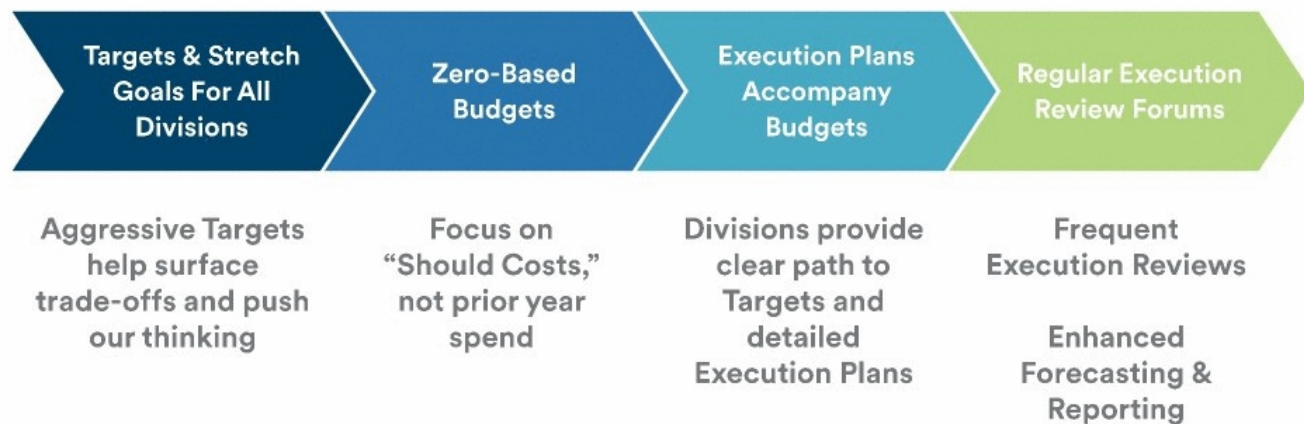 Targets & Stretch
Goals For All
Divisions
Zero-Based
Budgets
Execution Plans
Accompany
Budgets
Regular Execution
Review Forums
Aggressive Targets
help surface
trade-offs and push
our thinking
Focus on
“Should Costs,”
not prior year
spend
Divisions provide
clear path to
Targets and
detailed
Execution Plans
Frequent
Execution Reviews
Enhanced
Forecasting &
Reporting